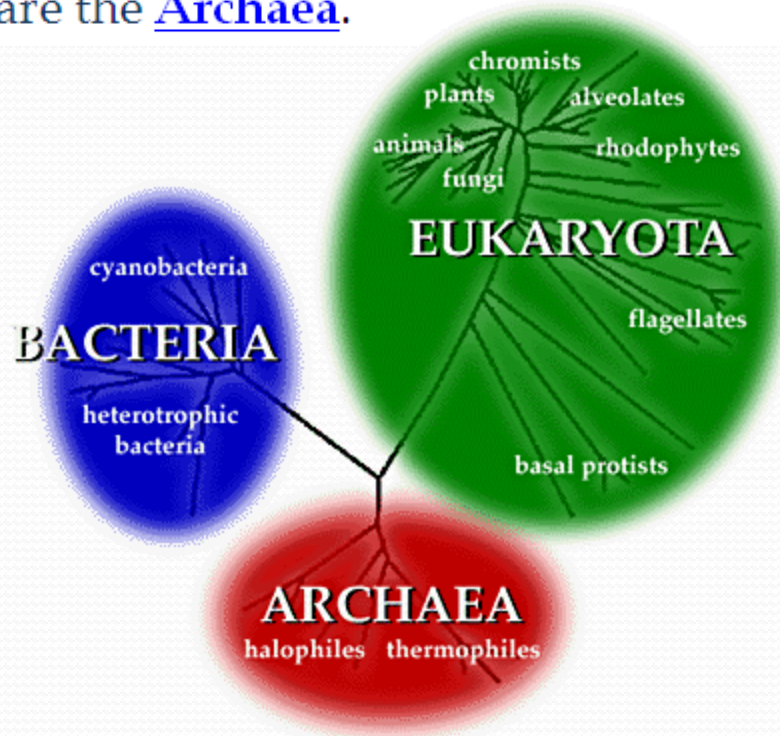 are the Archaea.
chromists
plants
alveolates
animals
rhodophytes
fungi
EUKARYOTA
cyanobacteria
flagellates
BACTERIA
heterotrophic
bacteria
basal protists
ARCHAEA
halophiles thermophiles